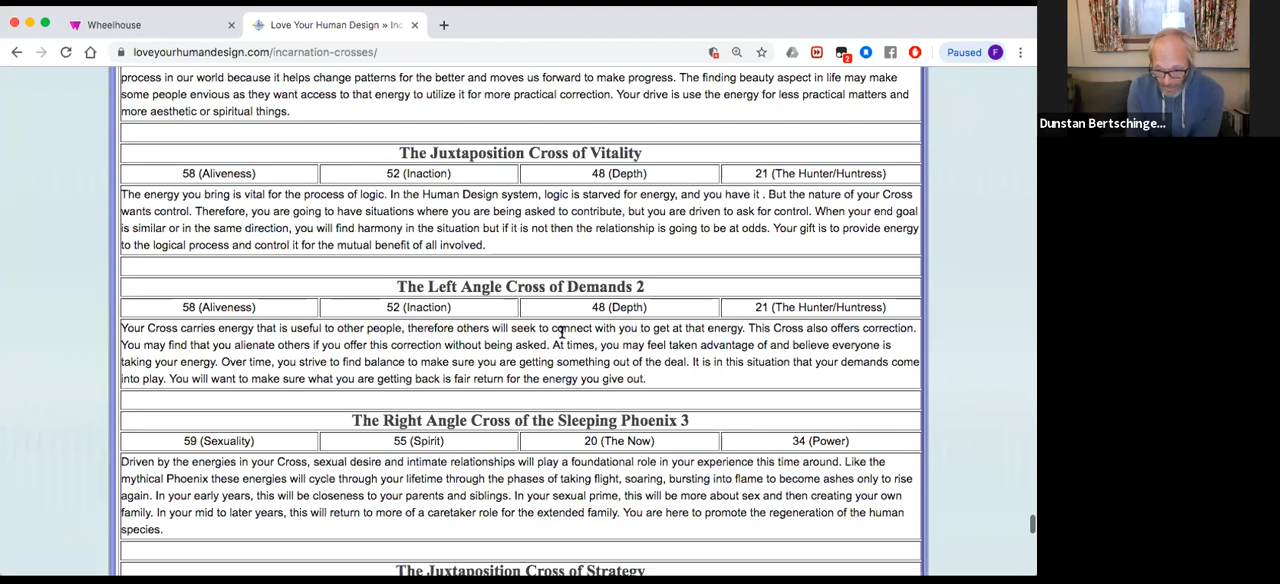 Wheelhouse
Love Your Human Design » Inc
loveyourhumandesign.com/incarnation-crosses/
2
Paused
F
Dunstan Bertschinge...
process in our world because it helps change patterns for the better and moves us forward to make progress. The finding beauty aspect in life may make
some people envious as they want access to that energy to utilize it for more practical correction. Your drive is use the energy for less practical matters and
more aesthetic or spiritual things.
The Juxtaposition Cross of Vitality
58 (Aliveness) 52 (Inaction) 48 (Depth) 21 (The Hunter/Huntress)
The energy you bring is vital for the process of logic. In the Human Design system, logic is starved for energy, and you have it . But the nature of your Cross
wants control. Therefore, you are going to have situations where you are being asked to contribute, but you are driven to ask for control. When your end goal
is similar or in the same direction, you will find harmony in the situation but if it is not then the relationship is going to be at odds. Your gift is to provide energy
to the logical process and control it for the mutual benefit of all involved.
The Left Angle Cross of Demands 2
58 (Aliveness) 52 (Inaction) 48 (Depth) 21 (The Hunter/Huntress)
Your Cross carries energy that is useful to other people, therefore others will seek to connect with you to get at that energy. This Cross also offers correction.
You may find that you alienate others if you offer this correction without being asked. At times, you may feel taken advantage of and believe everyone is
taking your energy. Over time, you strive to find balance to make sure you are getting something out of the deal. It is in this situation that your demands come
into play. You will want to make sure what you are getting back is fair return for the energy you give out.
The Right Angle Cross of the Sleeping Phoenix 3
59 (Sexuality) 55 (Spirit) 20 (The Now) 34 (Power)
Driven by the energies in your Cross, sexual desire and intimate relationships will play a foundational role in your experience this time around. Like the
mythical Phoenix these energies will cycle through your lifetime through the phases of taking flight, soaring, bursting into flame to become ashes only to rise
again. In your early years, this will be closeness to your parents and siblings. In your sexual prime, this will be more about sex and then creating your own
family. In your mid to later years, this will return to more of a caretaker role for the extended family. You are here to promote the regeneration of the human
species.
The Juxtaposition Cross of Strategy